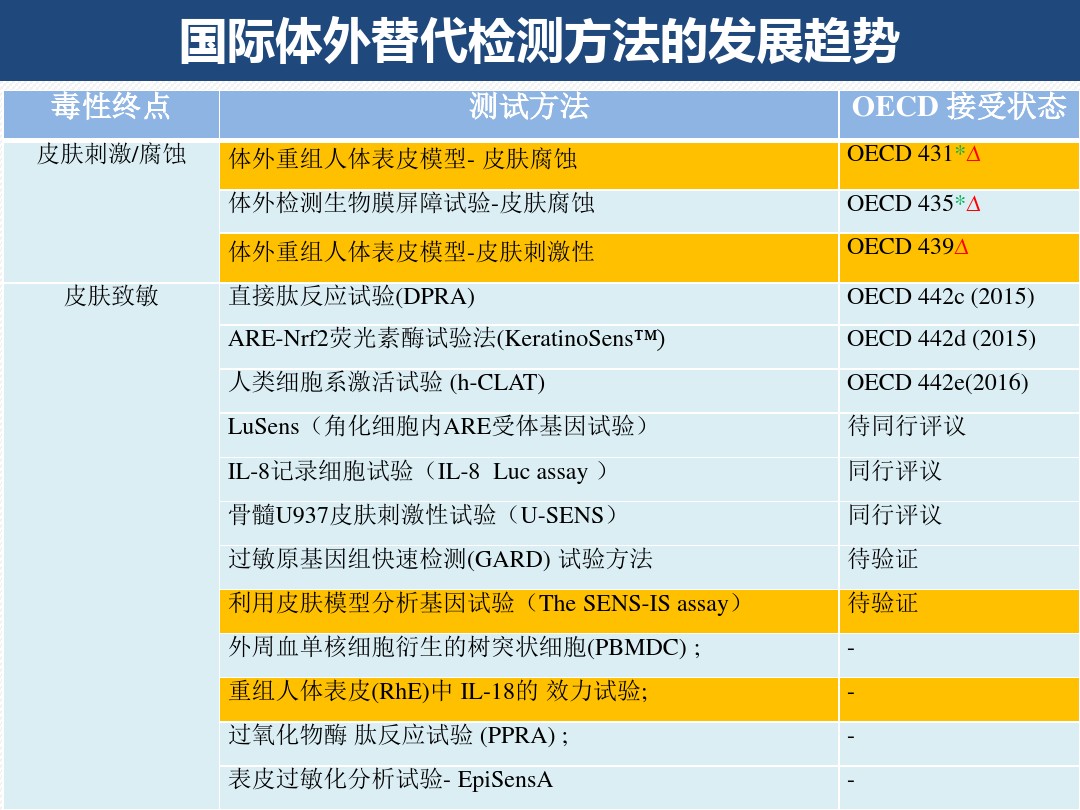 国际体外替代检测方法的发展趋势
毒性终点 测试方法 OECD 接受状态
皮肤刺激/腐蚀 体外重组人体表皮模型- 皮肤腐蚀 OECD 431*Δ
体外检测生物膜屏障试验-皮肤腐蚀 OECD 435*Δ
体外重组人体表皮模型-皮肤刺激性 OECD 439Δ
皮肤致敏 直接肽反应试验(DPRA) OECD 442c (2015)
ARE-Nrf2荧光素酶试验法(KeratinoSens™) OECD 442d (2015)
人类细胞系激活试验 (h-CLAT) OECD 442e(2016)
LuSens（角化细胞内ARE受体基因试验） 待同行评议
IL-8记录细胞试验（IL-8 Luc assay ） 同行评议
骨髓U937皮肤刺激性试验（U-SENS） 同行评议
过敏原基因组快速检测(GARD) 试验方法 待验证
利用皮肤模型分析基因试验（The SENS-IS assay） 待验证
外周血单核细胞衍生的树突状细胞(PBMDC) ; -
重组人体表皮(RhE)中 IL-18的 效力试验; -
过氧化物酶 肽反应试验 (PPRA) ; -
表皮过敏化分析试验- EpiSensA -